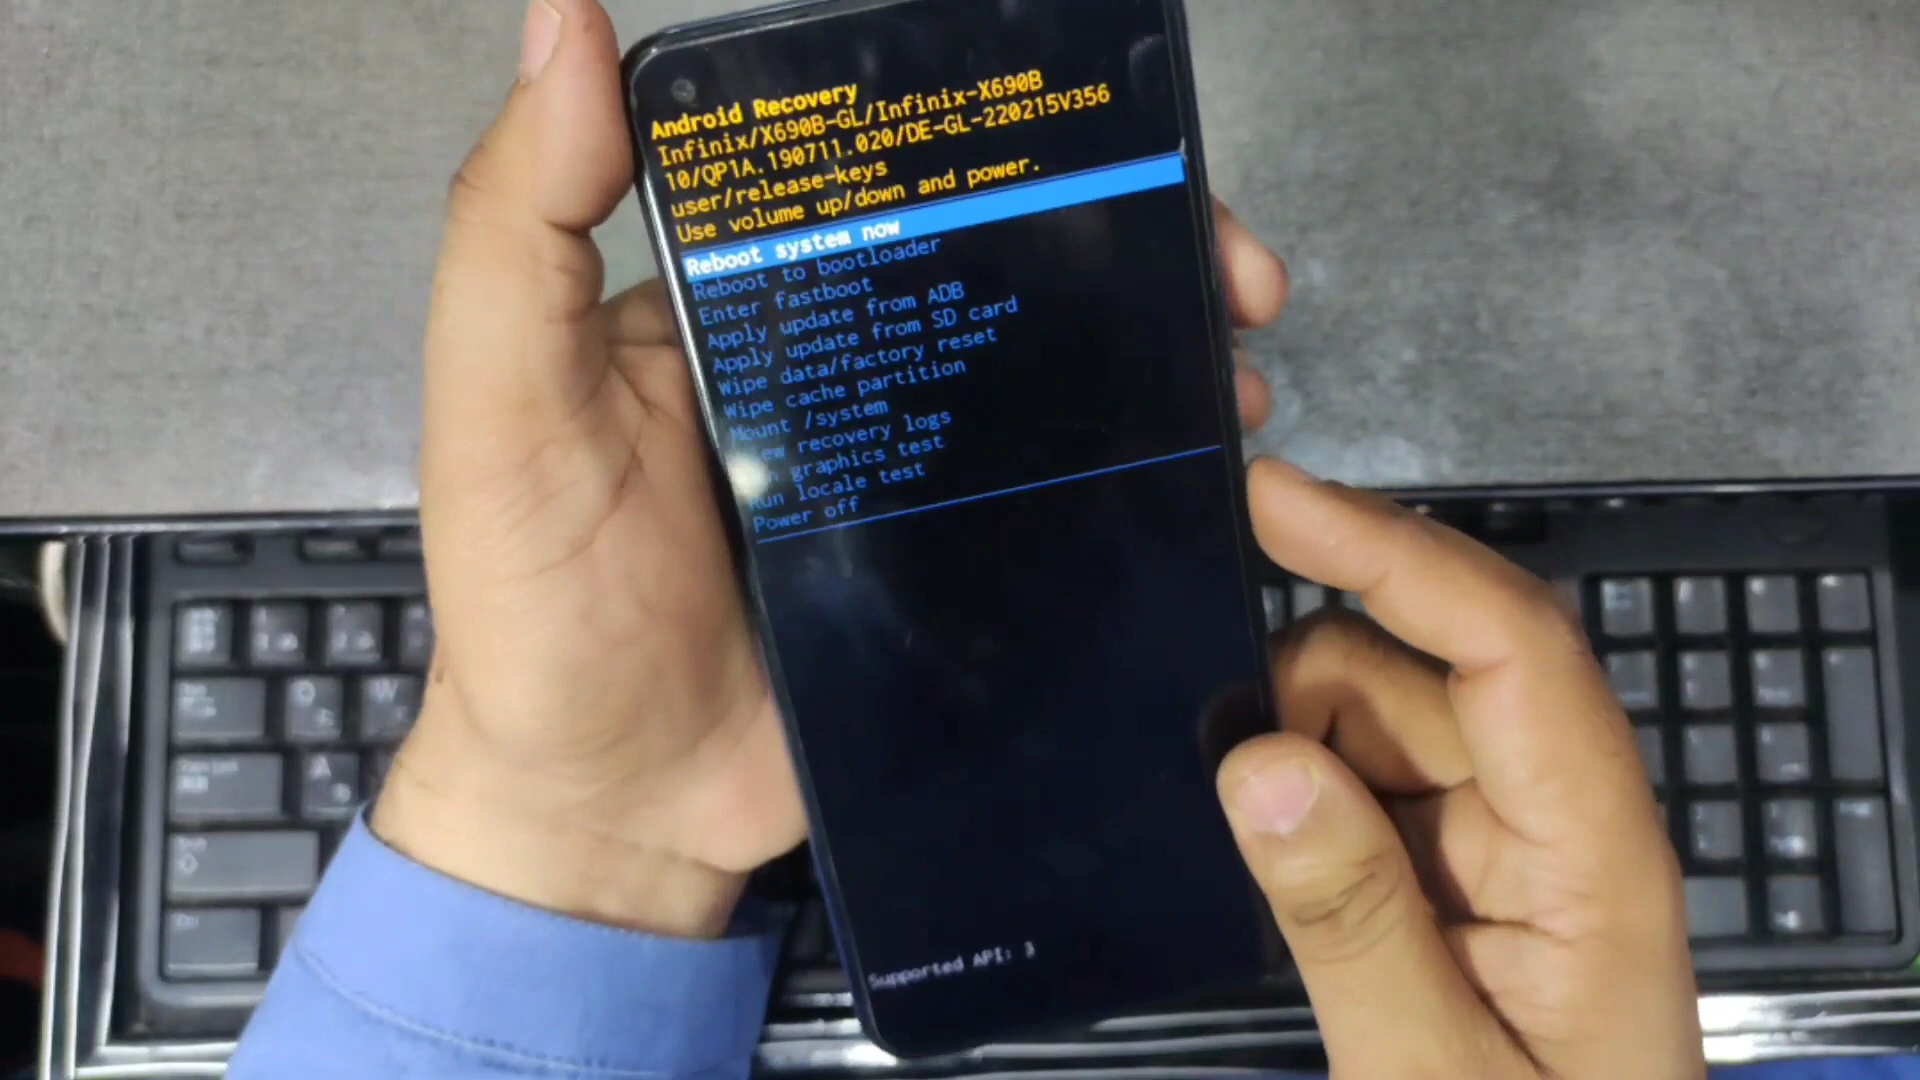 Android Recovery
Infinix/X690B-GL/Infinix-X690B
10/QP1A.190711.020/DE-GL-220215V356
user/release-keys
Use volume up/down and power.
Reboot system now
Reboot to bootloader
Enter fastboot
Apply update from ADB
Apply update from SD card
Wipe data/factory reset
Wipe cache partition
Mount /system
recovery logs
graphics test
Run locale test
Power off
Supported API: 3
Q W
A